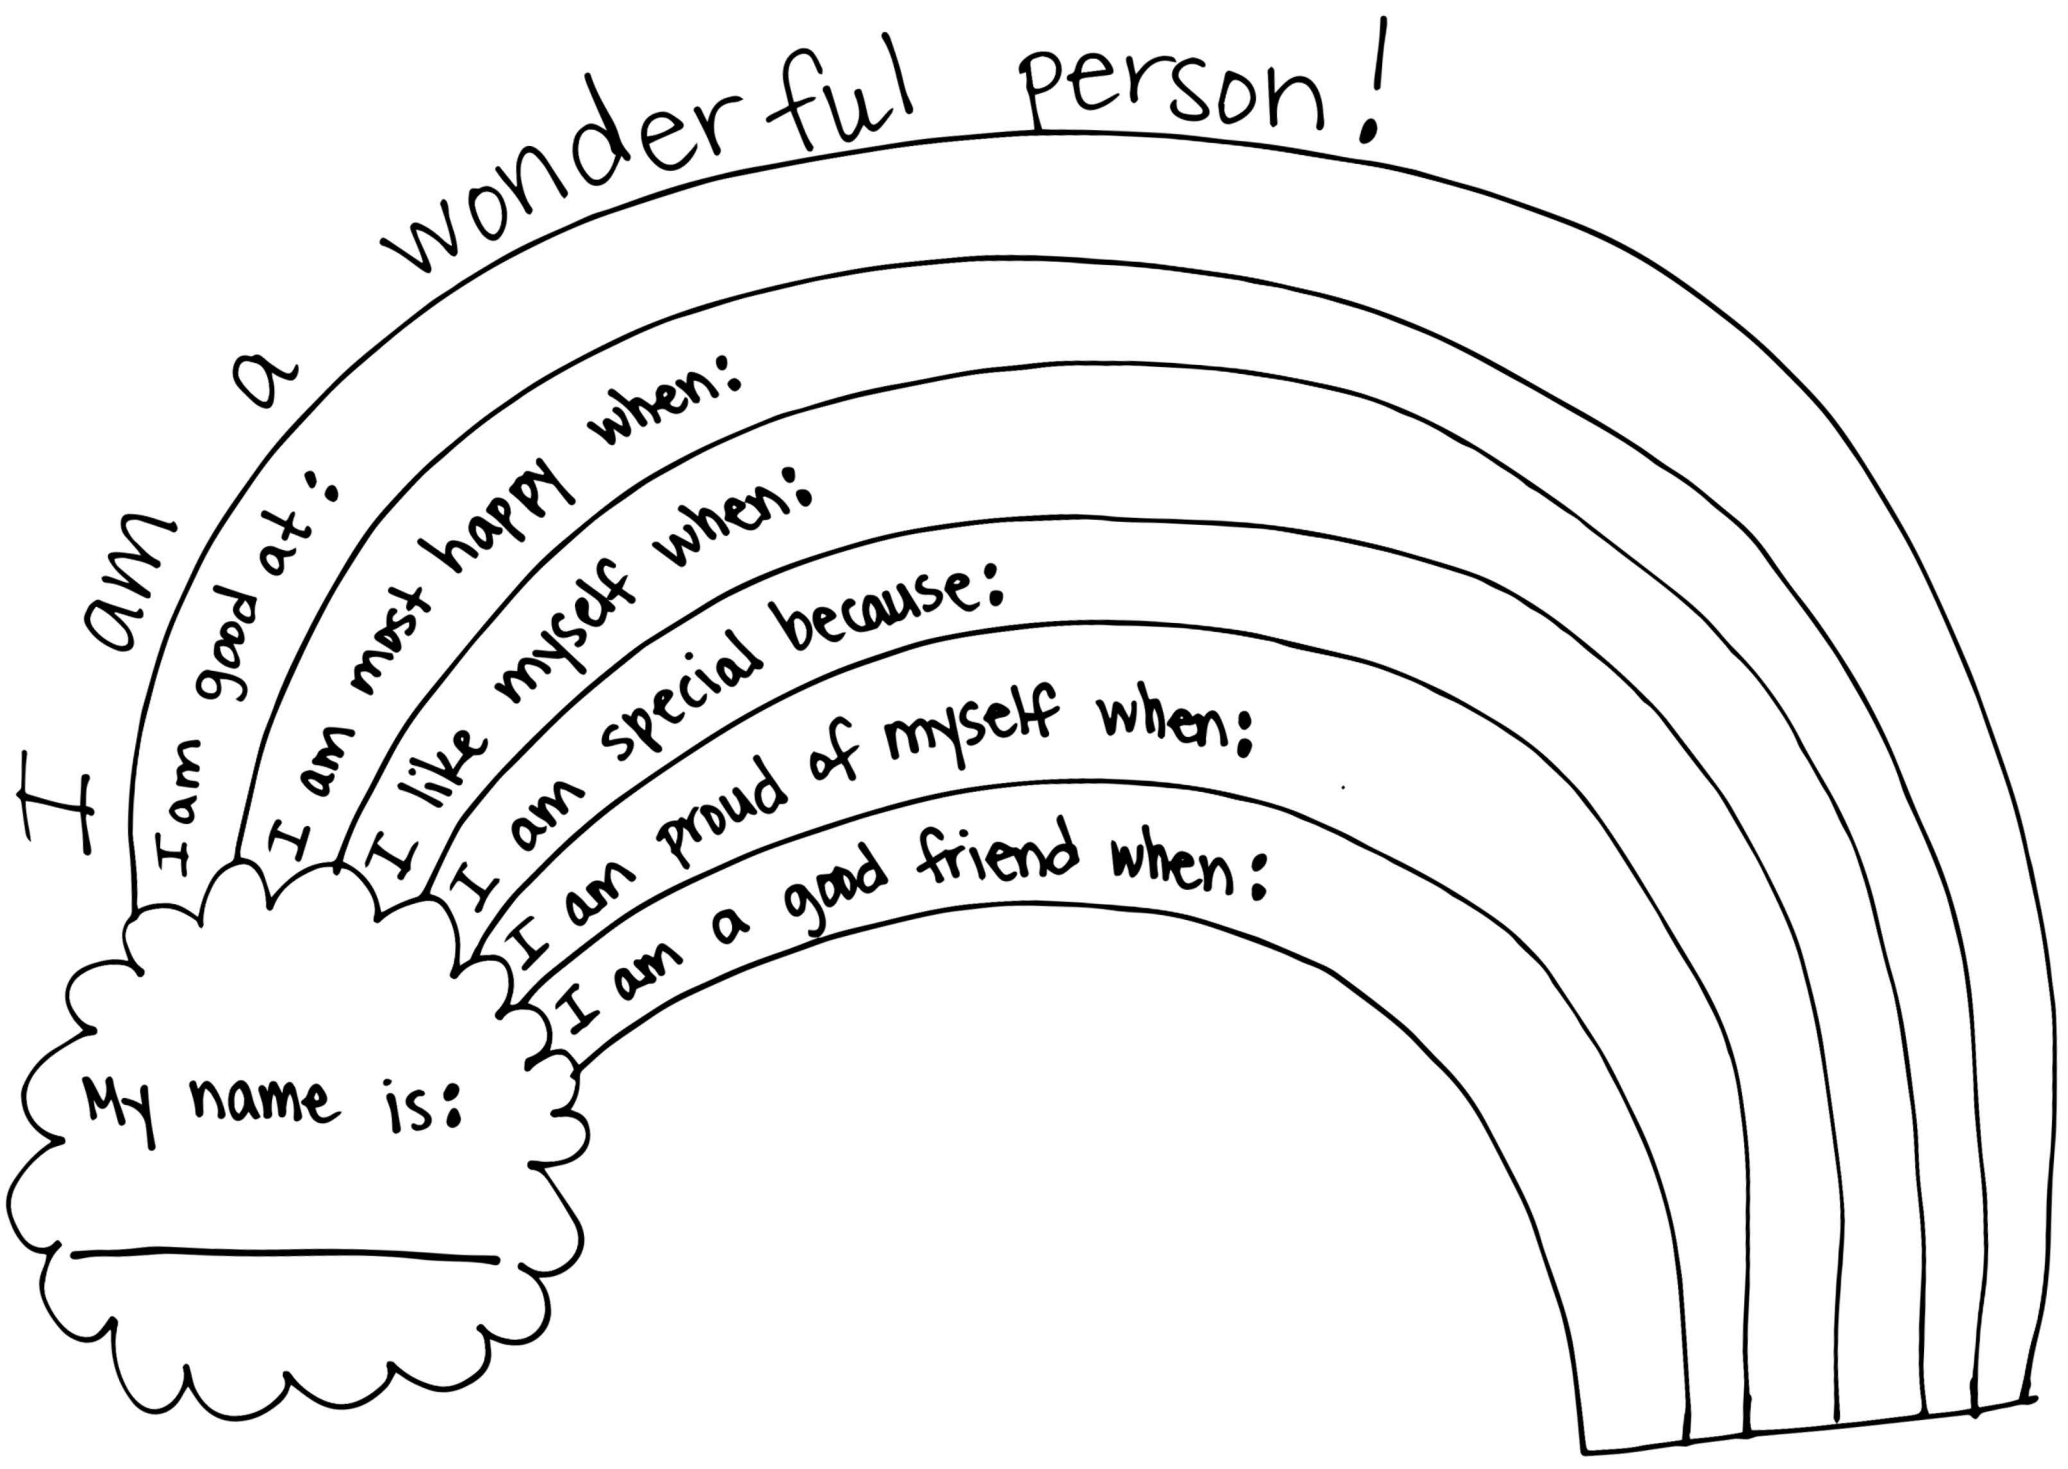 I am a wonderful person!
I am good at:
I am most happy when:
I like myself when:
I am special because:
I am proud of myself when:
I am a good friend when:
My name is: